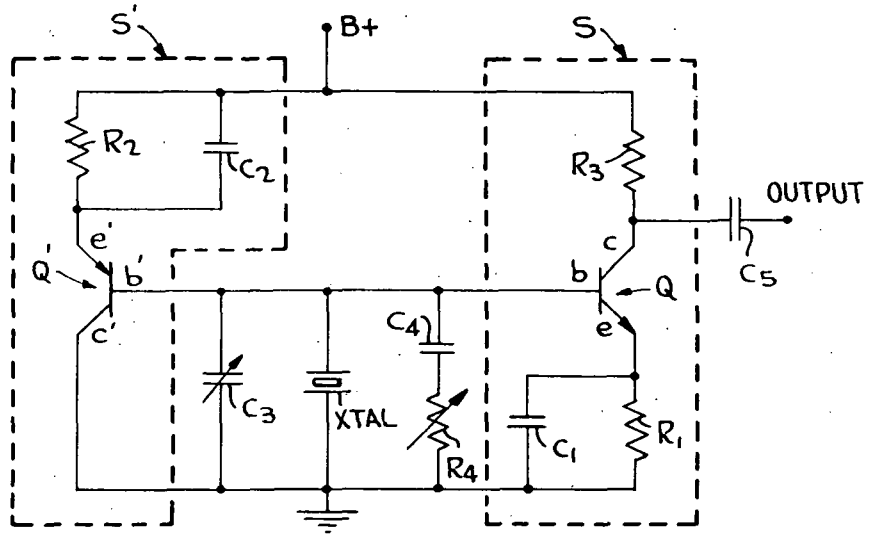 S'
B+
S
R2
C2
R3
OUTPUT
e'
c
C5
Q'
b'
b
Q
c'
C4
e
C3
XTAL
R4
C1
R1